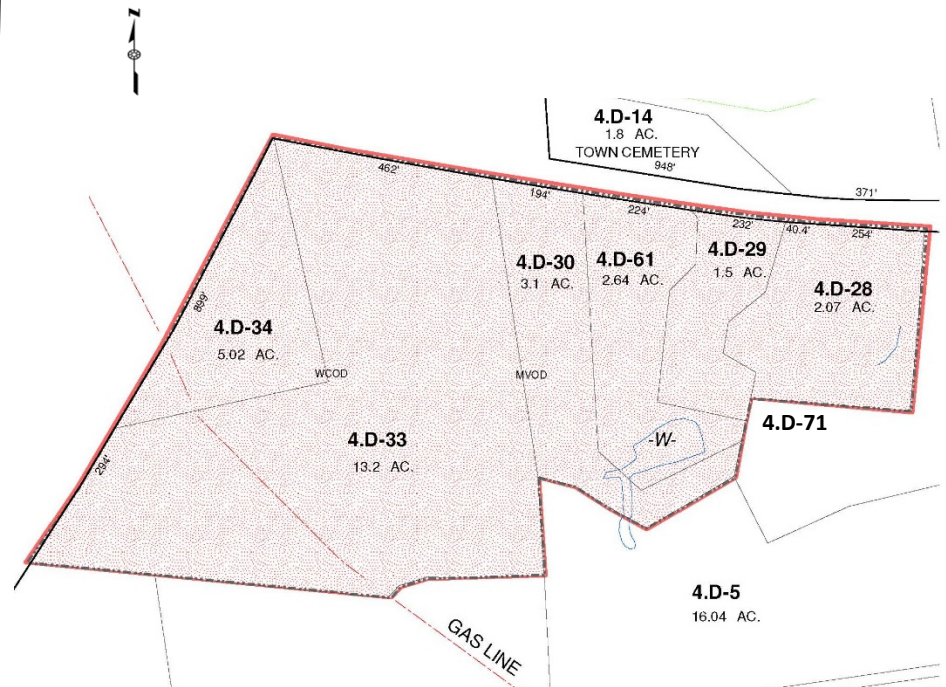 N
4.D-14
1.8 AC.
TOWN CEMETERY
948'
371'
462'
194'
224'
232'
40.4'
254'
4.D-30
3.1 AC.
4.D-61
2.64 AC.
4.D-29
1.5 AC.
4.D-28
2.07 AC.
899'
4.D-34
5.02 AC.
WCOD
MVOD
4.D-71
-W-
4.D-33
13.2 AC.
294'
4.D-5
16.04 AC.
GAS LINE